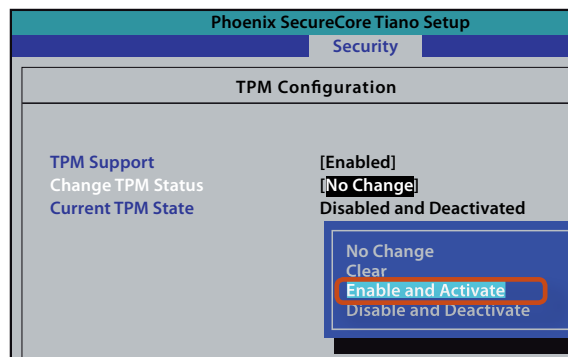 Phoenix SecureCore Tiano Setup
Security
TPM Configuration
TPM Support [Enabled]
Change TPM Status [No Change]
Current TPM State Disabled and Deactivated
No Change
Clear
Enable and Activate
Disable and Deactivate